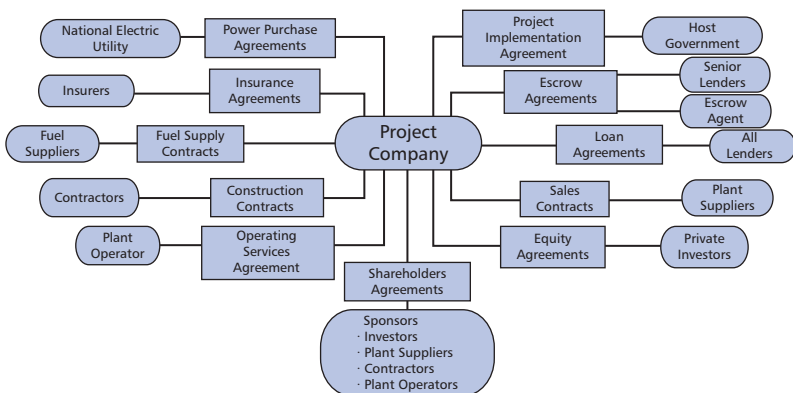 National Electric
Utility
Power Purchase
Agreements
Project
Implementation
Agreement
Host
Government
Insurers
Insurance
Agreements
Escrow
Agreements
Senior
Lenders
Escrow
Agent
Fuel
Suppliers
Fuel Supply
Contracts
Project
Company
Loan
Agreements
All
Lenders
Contractors
Construction
Contracts
Sales
Contracts
Plant
Suppliers
Plant
Operator
Operating
Services
Agreement
Equity
Agreements
Private
Investors
Shareholders
Agreements
Sponsors
· Investors
· Plant Suppliers
· Contractors
· Plant Operators